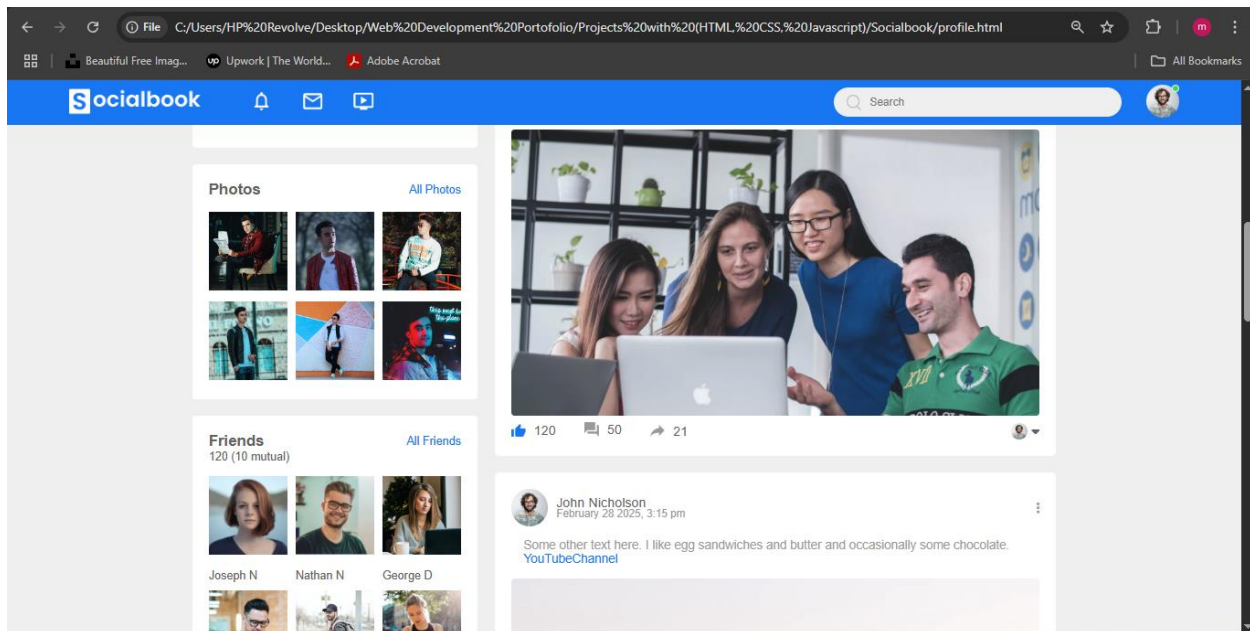 File C:/Users/HP%20Revolve/Desktop/Web%20Development%20Portofolio/Projects%20with%20(HTML,%20CSS,%20Javascript)/Socialbook/profile.html
m
Beautiful Free Imag...
up Upwork | The World...
Adobe Acrobat
All Bookmarks
Socialbook
Search
Photos
All Photos
Friends
All Friends
120 (10 mutual)
Joseph N
Nathan N
George D
XVII
120
50
21
John Nicholson
February 28 2025, 3:15 pm
Some other text here. I like egg sandwiches and butter and occasionally some chocolate.
YouTubeChannel